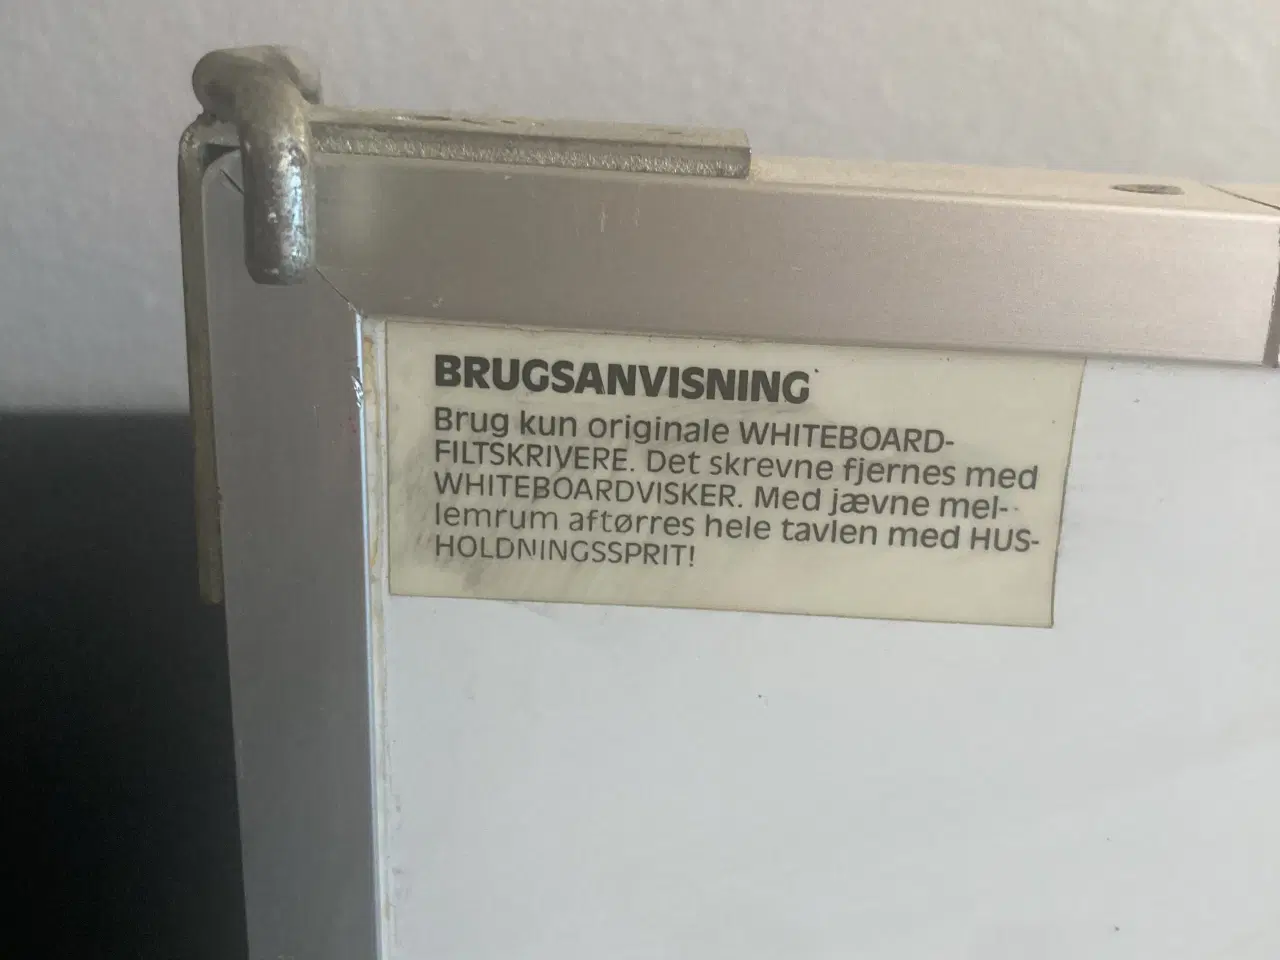 BRUGSANVISNING
Brug kun originale WHITEBOARD-
FILTSKRIVERE. Det skrevne fjernes med
WHITEBOARDVISKER. Med jævne mel-
lemrum aftørres hele tavlen med HUS-
HOLDNINGSSPRIT!